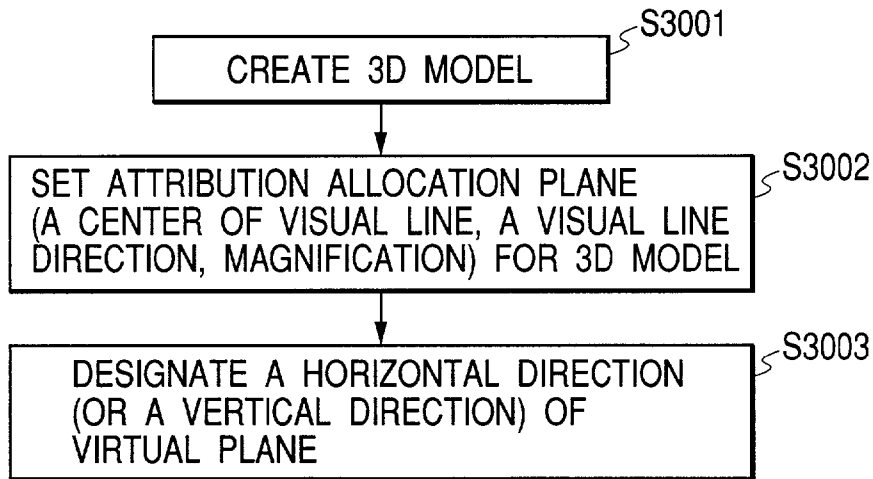 S3001
CREATE 3D MODEL
S3002
SET ATTRIBUTION ALLOCATION PLANE
(A CENTER OF VISUAL LINE, A VISUAL LINE
DIRECTION, MAGNIFICATION) FOR 3D MODEL
S3003
DESIGNATE A HORIZONTAL DIRECTION
(OR A VERTICAL DIRECTION) OF
VIRTUAL PLANE